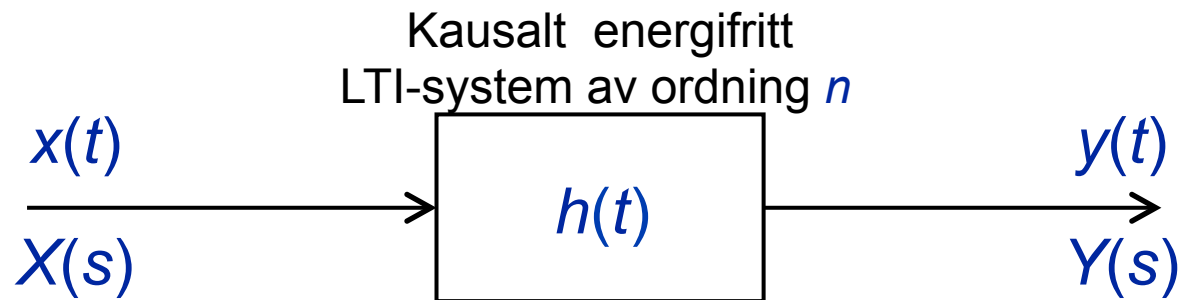 Kausalt energifritt
LTI-system av ordning n
x(t)
y(t)
h(t)
X(s)
Y(s)